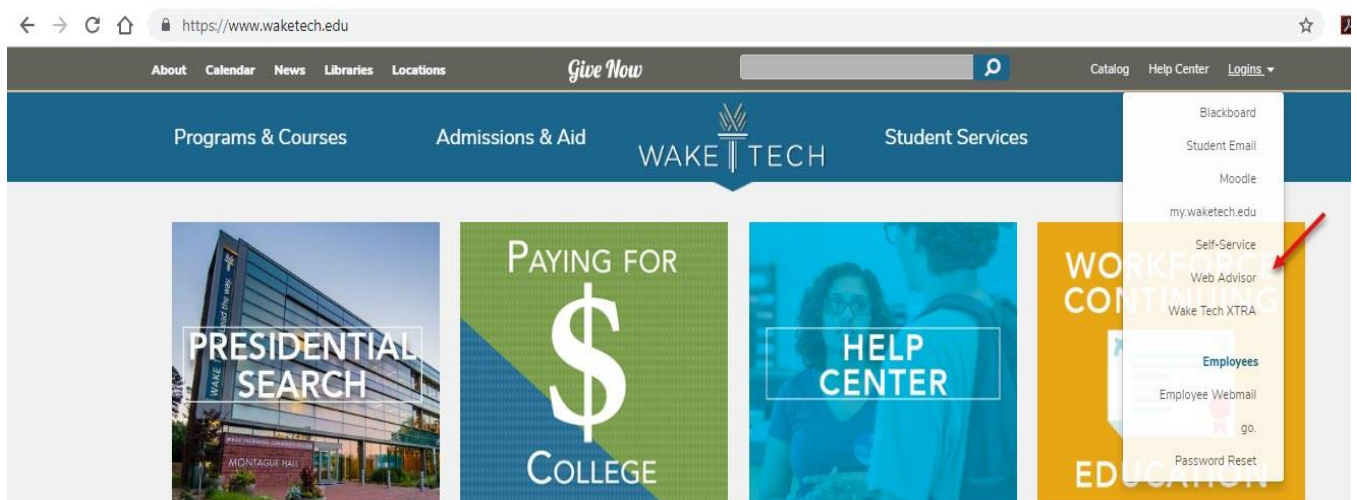 https://www.waketech.edu
About Calendar News Libraries Locations Give Now Catalog Help Center Logins
Programs & Courses Admissions & Aid WAKE TECH Student Services
Blackboard
Student Email
Moodle
my.waketech.edu
Self-Service
Web Advisor
Wake Tech XTRA
Employees
Employee Webmail
go.
Password Reset
PRESIDENTIAL
SEARCH
MONTAGUE HALL
PAYING FOR
$
COLLEGE
HELP
CENTER
EDUCATION